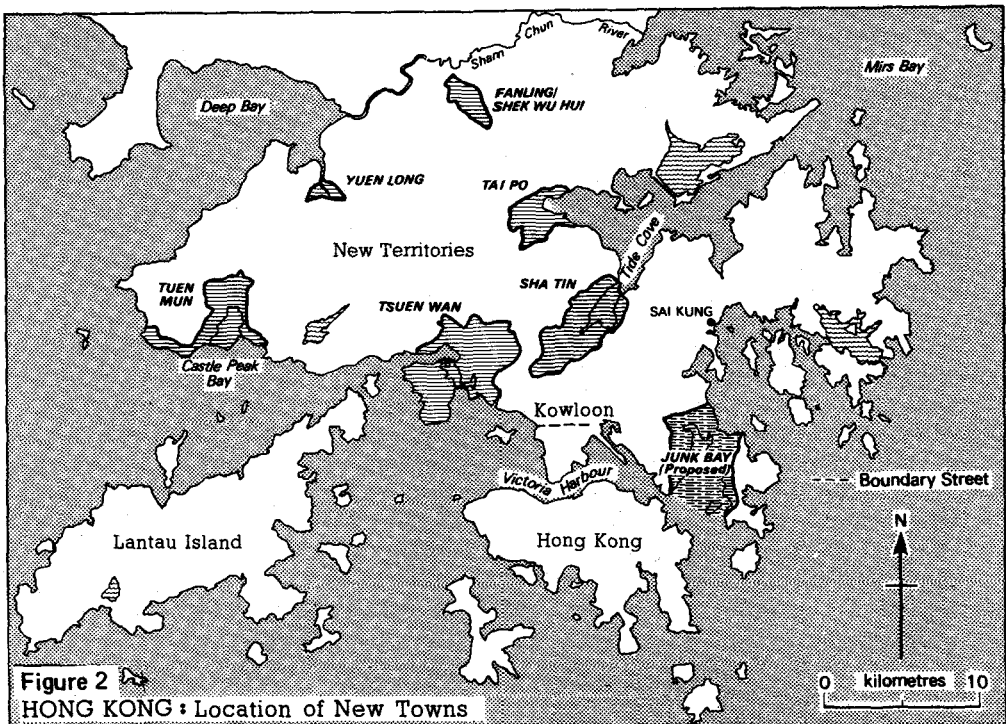 Sham Chun River
Mirs Bay
Deep Bay
FANLING/
SHEK WU HUI
YUEN LONG
TAI PO
New Territories
Tide Cove
TUEN
MUN
TSUEN WAN
SHA TIN
SAI KUNG
Castle Peak
Bay
Kowloon
JUNK BAY
(Proposed)
Victoria Harbour
Boundary Street
Lantau Island
Hong Kong
N
Figure 2
0 kilometres 10
HONG KONG : Location of New Towns